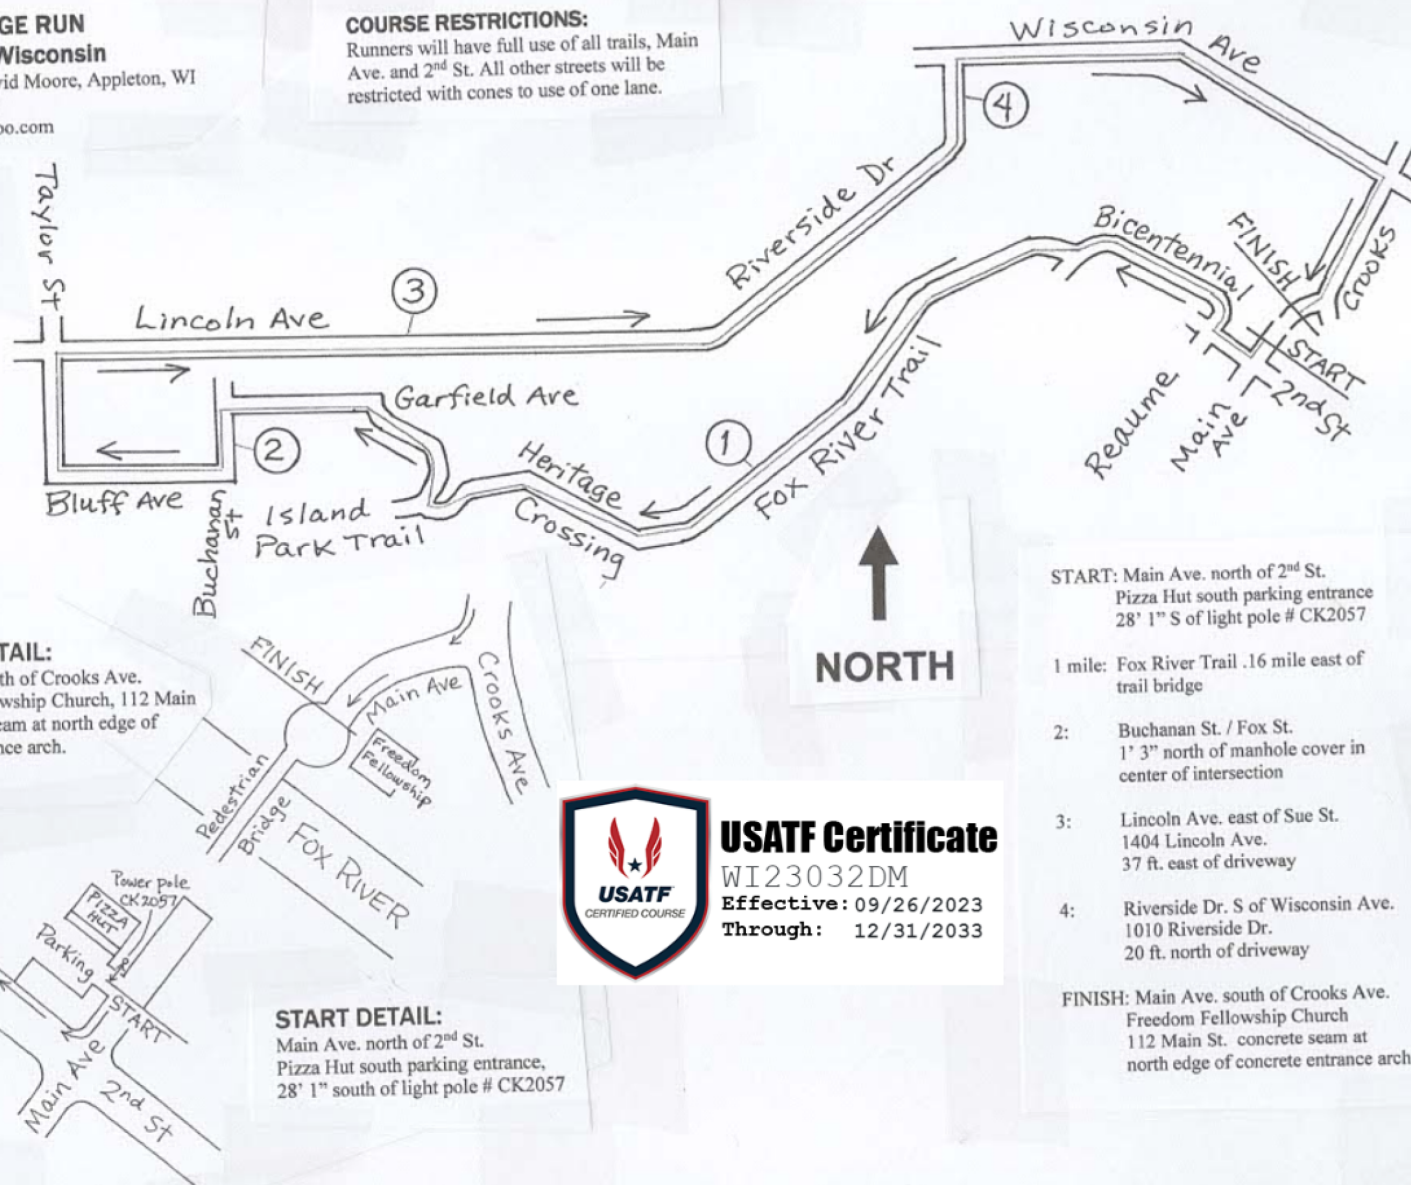 GE RUN
Wisconsin
vid Moore, Appleton, WI
oo.com
COURSE RESTRICTIONS:
Runners will have full use of all trails, Main
Ave. and 2nd St. All other streets will be
restricted with cones to use of one lane.
Wisconsin Ave
4
Taylor St
Riverside Dr
Bicentennial
FINISH
Crooks
3
Lincoln Ave
START
2nd St
Main
Ave
Reaume
Garfield Ave
Fox River Trail
1
2
Heritage
Crossing
Bluff Ave
Buchanan
St
Island
Park Trail
NORTH
START: Main Ave. north of 2nd St.
Pizza Hut south parking entrance
28' 1" S of light pole # CK2057
1 mile: Fox River Trail .16 mile east of
trail bridge
2: Buchanan St. / Fox St.
1' 3" north of manhole cover in
center of intersection
3: Lincoln Ave. east of Sue St.
1404 Lincoln Ave.
37 ft. east of driveway
4: Riverside Dr. S of Wisconsin Ave.
1010 Riverside Dr.
20 ft. north of driveway
FINISH: Main Ave. south of Crooks Ave.
Freedom Fellowship Church
112 Main St. concrete seam at
north edge of concrete entrance arch
TAIL:
th of Crooks Ave.
wship Church, 112 Main
eam at north edge of
nce arch.
FINISH
Main Ave
Crooks Ave
Freedom
Fellowship
Pedestrian
Bridge
FOX RIVER
Power pole
CK2057
PIZZA
HUT
Parking
START
Main Ave
2nd St
START DETAIL:
Main Ave. north of 2nd St.
Pizza Hut south parking entrance,
28' 1" south of light pole # CK2057
USATF
CERTIFIED COURSE
USATF Certificate
WI23032DM
Effective: 09/26/2023
Through: 12/31/2033